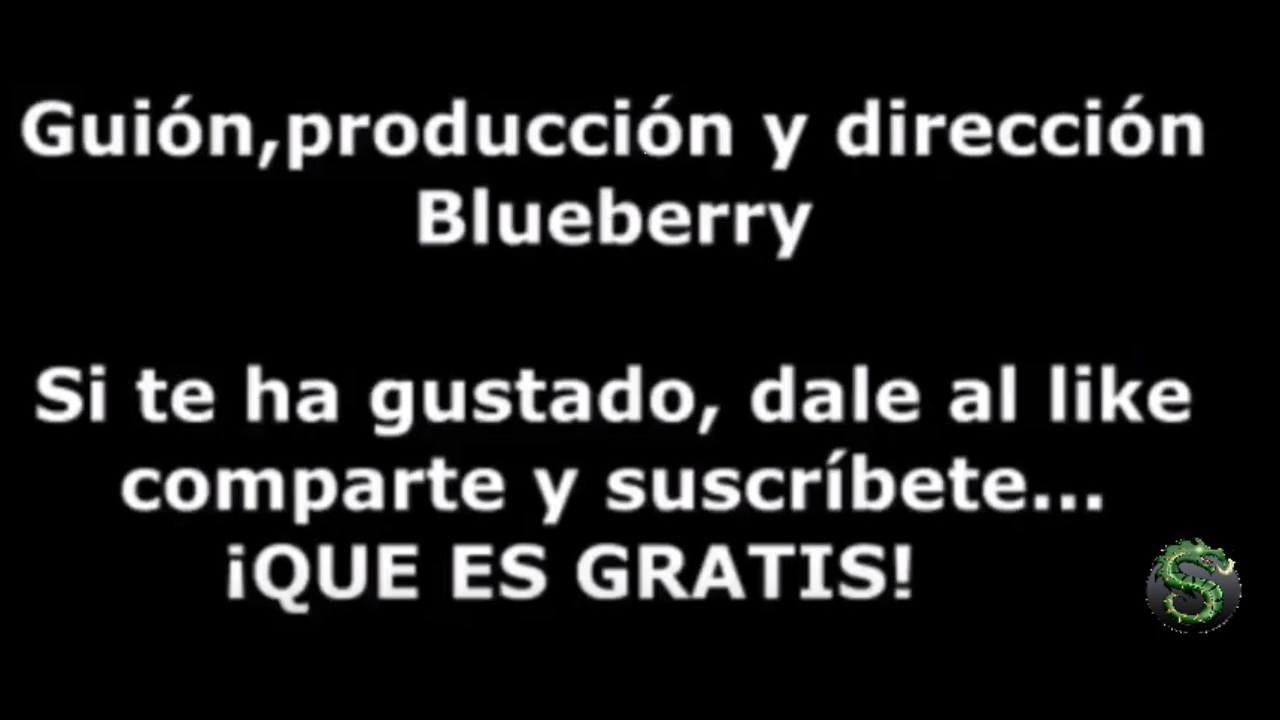 Guión,producción y dirección
Blueberry
Si te ha gustado, dale al like
comparte y suscríbete...
¡QUE ES GRATIS!